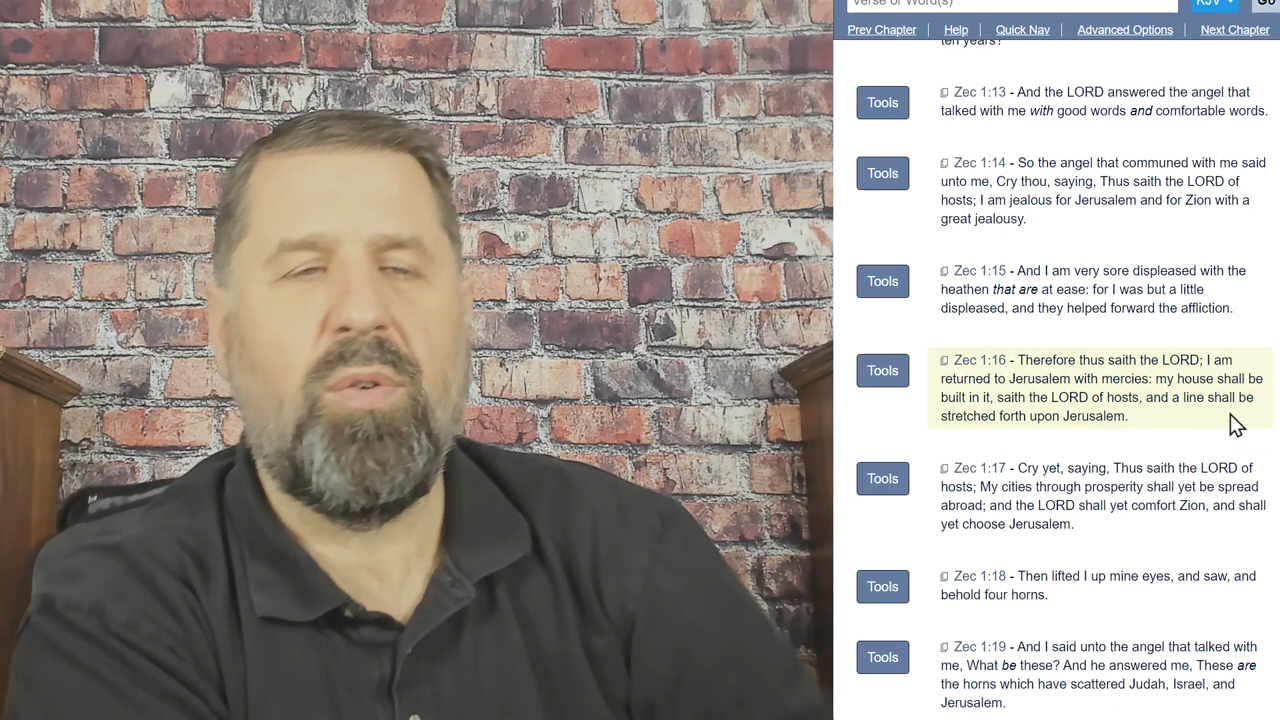 Verse or Word(s) KJV Go
Prev Chapter Help Quick Nav Advanced Options Next Chapter
ten years?
Tools
Zec 1:13 - And the LORD answered the angel that
talked with me with good words and comfortable words.
Tools
Zec 1:14 - So the angel that communed with me said
unto me, Cry thou, saying, Thus saith the LORD of
hosts; I am jealous for Jerusalem and for Zion with a
great jealousy.
Tools
Zec 1:15 - And I am very sore displeased with the
heathen that are at ease: for I was but a little
displeased, and they helped forward the affliction.
Tools
Zec 1:16 - Therefore thus saith the LORD; I am
returned to Jerusalem with mercies: my house shall be
built in it, saith the LORD of hosts, and a line shall be
stretched forth upon Jerusalem.
Tools
Zec 1:17 - Cry yet, saying, Thus saith the LORD of
hosts; My cities through prosperity shall yet be spread
abroad; and the LORD shall yet comfort Zion, and shall
yet choose Jerusalem.
Tools
Zec 1:18 - Then lifted I up mine eyes, and saw, and
behold four horns.
Tools
Zec 1:19 - And I said unto the angel that talked with
me, What be these? And he answered me, These are
the horns which have scattered Judah, Israel, and
Jerusalem.